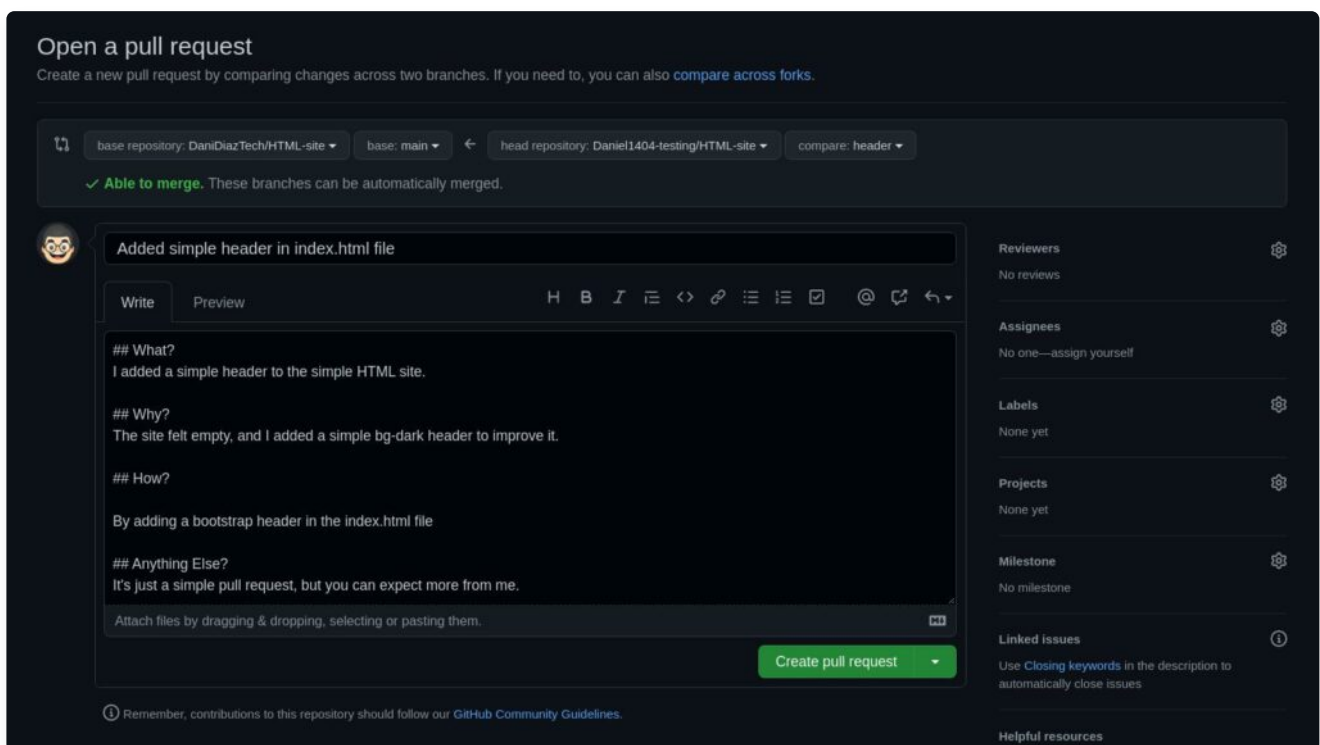 Open a pull request
Create a new pull request by comparing changes across two branches. If you need to, you can also compare across forks.
base repository: DaniDiazTech/HTML-site base: main head repository: Daniel1404-testing/HTML-site compare: header
Able to merge. These branches can be automatically merged.
Added simple header in index.html file
Write Preview
## What?
I added a simple header to the simple HTML site.
## Why?
The site felt empty, and I added a simple bg-dark header to improve it.
## How?
By adding a bootstrap header in the index.html file
## Anything Else?
It's just a simple pull request, but you can expect more from me.
Attach files by dragging & dropping, selecting or pasting them.
Create pull request
Remember, contributions to this repository should follow our GitHub Community Guidelines.
Reviewers
No reviews
Assignees
No one—assign yourself
Labels
None yet
Projects
None yet
Milestone
No milestone
Linked issues
Use Closing keywords in the description to
automatically close issues
Helpful resources